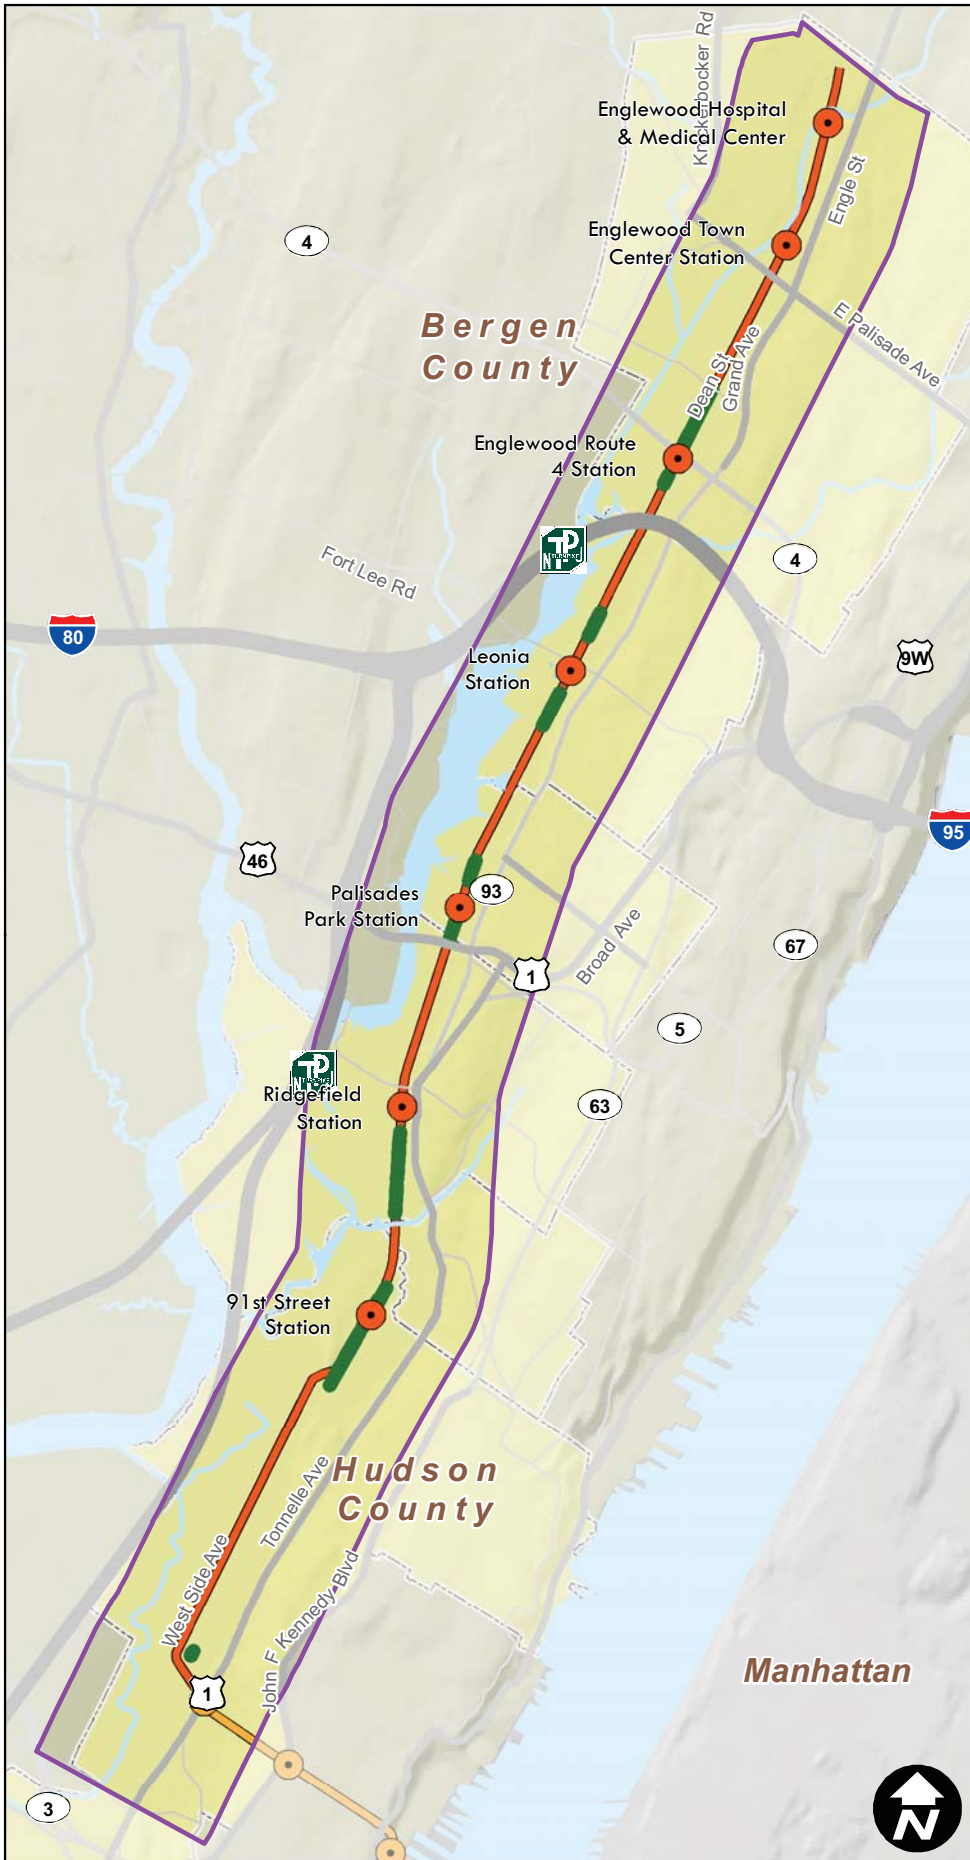 Knickerbocker Rd
Englewood Hospital
& Medical Center
Engle St
4
Englewood Town
Center Station
E Palisade Ave
Bergen
County
Dean St
Grand Ave
Englewood Route
4 Station
4
Fort Lee Rd
80
Leonia
Station
9W
95
46
Palisades
Park Station
93
Broad Ave
67
1
5
Ridgefield
Station
63
91st Street
Station
Hudson
County
Tonnelle Ave
West Side Ave
John F Kennedy Blvd
Manhattan
1
3
N